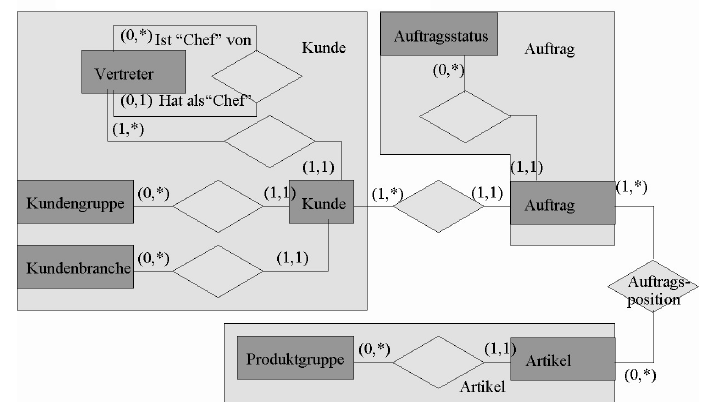 (0,*) Ist “Chef” von
Kunde
Vertreter
(0,1) Hat als“Chef”
(1,*)
(1,1)
Kundengruppe
(0,*)
(1,1)
Kunde
Kundenbranche
(0,*)
(1,1)
(1,*)
(1,1)
Auftragsstatus
Auftrag
(0,*)
(1,1)
Auftrag
(1,*)
Auftrags-
position
(0,*)
Produktgruppe
(0,*)
(1,1)
Artikel
Artikel